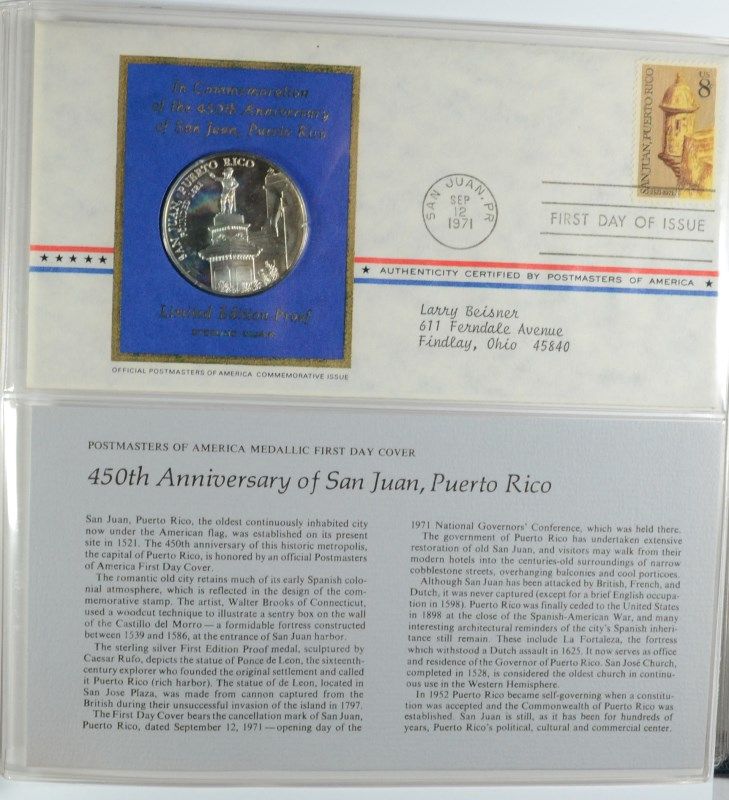 In Commemoration
of the 450th Anniversary
of San Juan, Puerto Rico
SAN JUAN, PUERTO RICO
Limited Edition Proof
STERLING SILVER
OFFICIAL POSTMASTERS OF AMERICA COMMEMORATIVE ISSUE
SAN JUAN, PR
SEP
12
1971
FIRST DAY OF ISSUE
SAN JUAN, PUERTO RICO
US
8
★ AUTHENTICITY CERTIFIED BY POSTMASTERS OF AMERICA ★
Larry Beisner
611 Ferndale Avenue
Findlay, Ohio 45840
POSTMASTERS OF AMERICA MEDALLIC FIRST DAY COVER
450th Anniversary of San Juan, Puerto Rico
San Juan, Puerto Rico, the oldest continuously inhabited city
now under the American flag, was established on its present
site in 1521. The 450th anniversary of this historic metropolis,
the capital of Puerto Rico, is honored by an official Postmasters
of America First Day Cover.
The romantic old city retains much of its early Spanish colo-
nial atmosphere, which is reflected in the design of the com-
memorative stamp. The artist, Walter Brooks of Connecticut,
used a woodcut technique to illustrate a sentry box on the wall
of the Castillo del Morro — a formidable fortress constructed
between 1539 and 1586, at the entrance of San Juan harbor.
The sterling silver First Edition Proof medal, sculptured by
Caesar Rufo, depicts the statue of Ponce de Leon, the sixteenth-
century explorer who founded the original settlement and called
it Puerto Rico (rich harbor). The statue of de Leon, located in
San Jose Plaza, was made from cannon captured from the
British during their unsuccessful invasion of the island in 1797.
The First Day Cover bears the cancellation mark of San Juan,
Puerto Rico, dated September 12, 1971 — opening day of the
1971 National Governors' Conference, which was held there.
The government of Puerto Rico has undertaken extensive
restoration of old San Juan, and visitors may walk from their
modern hotels into the centuries-old surroundings of narrow
cobblestone streets, overhanging balconies and cool porticoes.
Although San Juan has been attacked by British, French, and
Dutch, it was never captured (except for a brief English occupa-
tion in 1598). Puerto Rico was finally ceded to the United States
in 1898 at the close of the Spanish-American War, and many
interesting architectural reminders of the city's Spanish inheri-
tance still remain. These include La Fortaleza, the fortress
which withstood a Dutch assault in 1625. It now serves as office
and residence of the Governor of Puerto Rico. San José Church,
completed in 1528, is considered the oldest church in continu-
ous use in the Western Hemisphere.
In 1952 Puerto Rico became self-governing when a constitu-
tion was accepted and the Commonwealth of Puerto Rico was
established. San Juan is still, as it has been for hundreds of
years, Puerto Rico's political, cultural and commercial center.